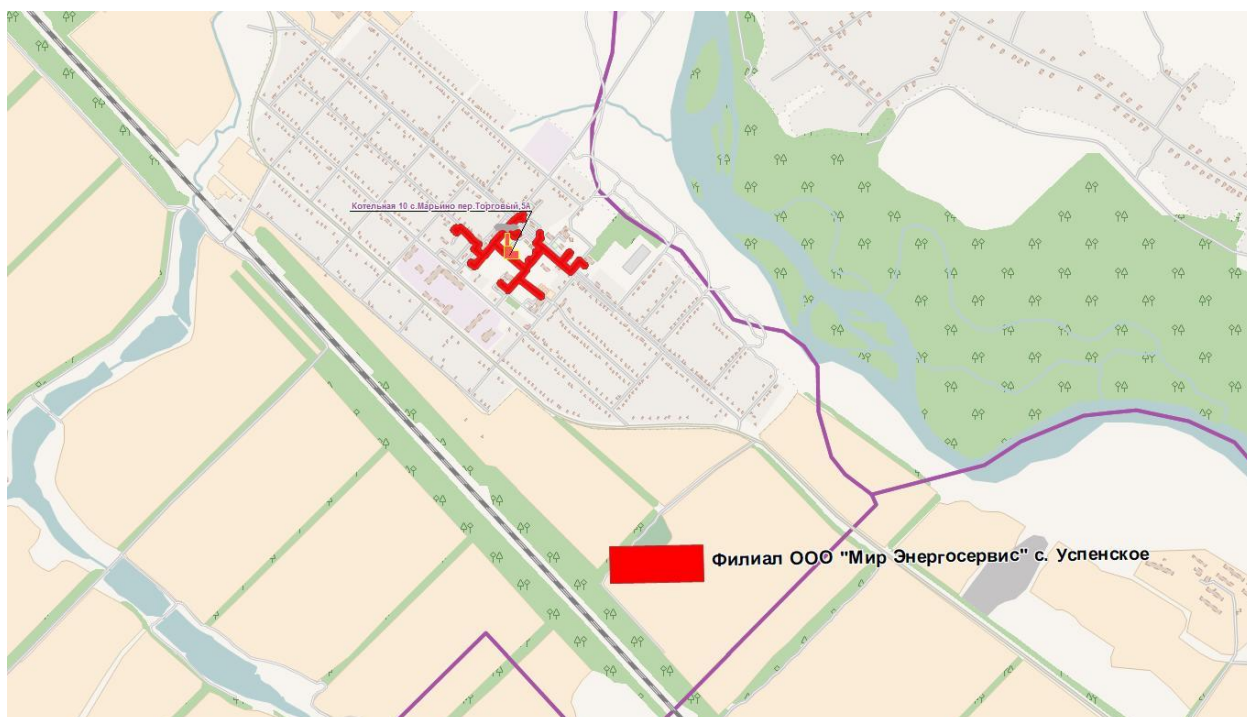 Котельная 10 с.Марьино пер.Торговый,5А
Филиал ООО "Мир Энергосервис" с. Успенское